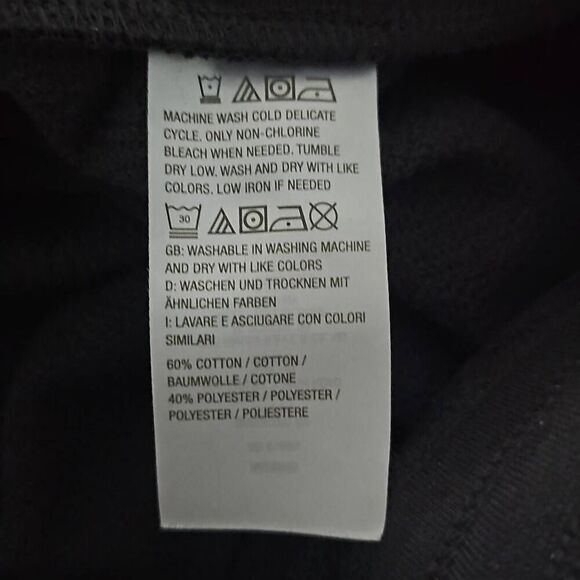 MACHINE WASH COLD DELICATE
CYCLE. ONLY NON-CHLORINE
BLEACH WHEN NEEDED. TUMBLE
DRY LOW. WASH AND DRY WITH LIKE
COLORS. LOW IRON IF NEEDED
30
GB: WASHABLE IN WASHING MACHINE
AND DRY WITH LIKE COLORS
D: WASCHEN UND TROCKNEN MIT
ÄHNLICHEN FARBEN
I: LAVARE E ASCIUGARE CON COLORI
SIMILARI
60% COTTON / COTTON /
BAUMWOLLE / COTONE
40% POLYESTER / POLYESTER /
POLYESTER / POLIESTERE